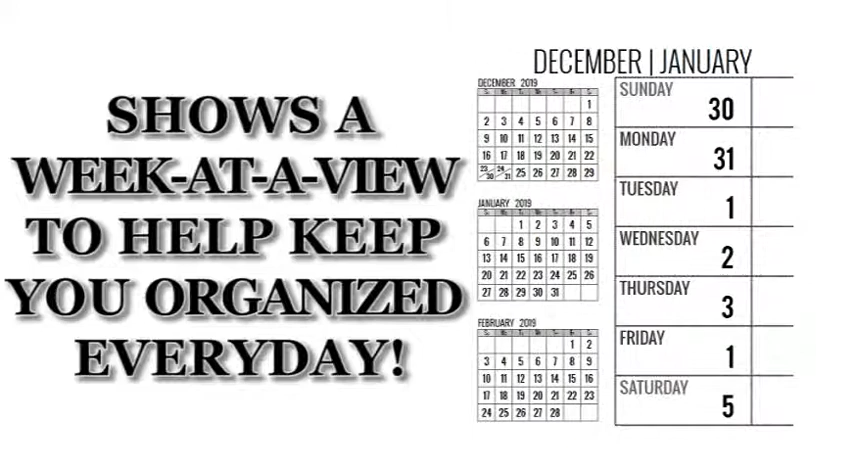 SHOWS A
WEEK-AT-A-VIEW
TO HELP KEEP
YOU ORGANIZED
EVERYDAY!
DECEMBER | JANUARY
DECEMBER 2019
1
2 3 4 5 6 7 8
9 10 11 12 13 14 15
16 17 18 19 20 21 22
23/30 24/31 25 26 27 28 29
JANUARY 2019
1 2 3 4 5
6 7 8 9 10 11 12
13 14 15 16 17 18 19
20 21 22 23 24 25 26
27 28 29 30 31
FEBRUARY 2019
1 2
3 4 5 6 7 8 9
10 11 12 13 14 15 16
17 18 19 20 21 22 23
24 25 26 27 28
SUNDAY
30
MONDAY
31
TUESDAY
1
WEDNESDAY
2
THURSDAY
3
FRIDAY
1
SATURDAY
5